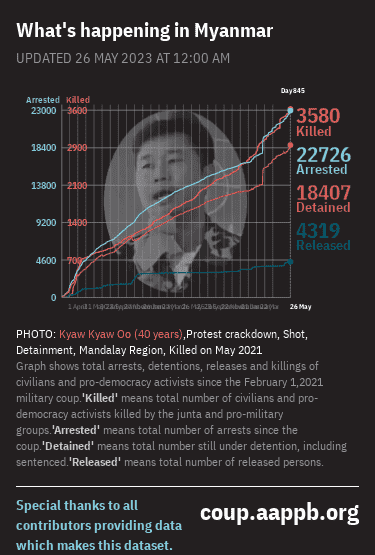 What's happening in Myanmar
UPDATED 26 MAY 2023 AT 12:00 AM
Day845
Arrested Killed
23000 3600
18400 2900
13800 2100
9200 1400
4600 700
0
3580
Killed
22726
Arrested
18407
Detained
4319
Released
26 May
PHOTO: Kyaw Kyaw Oo (40 years),Protest crackdown, Shot,
Detainment, Mandalay Region, Killed on May 2021
Graph shows total arrests, detentions, releases and killings of
civilians and pro-democracy activists since the February 1,2021
military coup.'Killed' means total number of civilians and pro-
democracy activists killed by the junta and pro-military
groups.'Arrested' means total number of arrests since the
coup.'Detained' means total number still under detention, including
sentenced.'Released' means total number of released persons.
Special thanks to all
contributors providing data
which makes this dataset.
coup.aappb.org